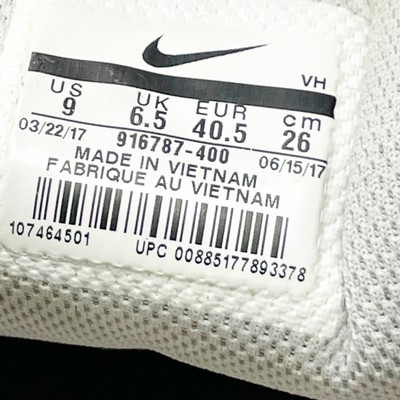 VH
US UK EUR cm
9 6.5 40.5 26
03/22/17 916787-400 06/15/17
MADE IN VIETNAM
FABRIQUE AU VIETNAM
107464501 UPC 00885177893378